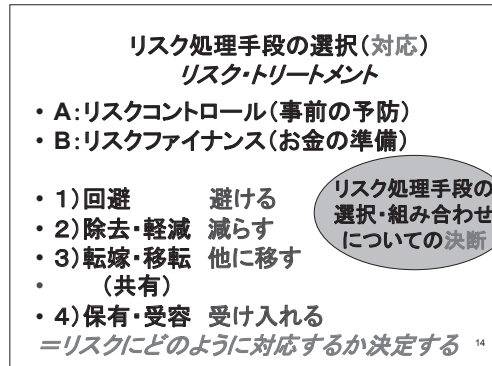 リスク処理手段の選択（対応）
リスク・トリートメント
• A：リスクコントロール（事前の予防）
• B：リスクファイナンス（お金の準備）
• 1）回避 避ける
• 2）除去・軽減 減らす
• 3）転嫁・移転 他に移す
• （共有）
• 4）保有・受容 受け入れる
リスク処理手段の
選択・組み合わせ
についての決断
＝リスクにどのように対応するか決定する
14